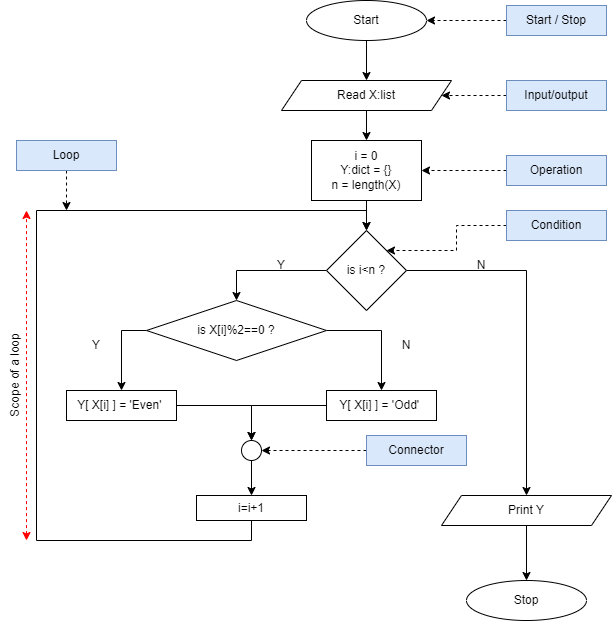 Start
Start / Stop
Read X:list
Input/output
i = 0
Y:dict = {}
n = length(X)
Loop
Operation
Condition
is i<n ?
Y
N
is X[i]%2==0 ?
Y
N
Scope of a loop
Y[ X[i] ] = 'Even'
Y[ X[i] ] = 'Odd'
Connector
i=i+1
Print Y
Stop